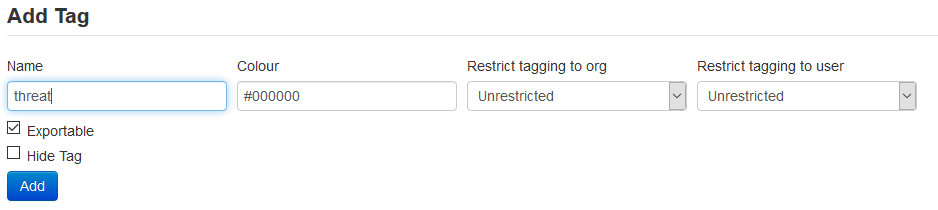 Add Tag
Name Colour Restrict tagging to org Restrict tagging to user
threat #000000 Unrestricted Unrestricted
Exportable
Hide Tag
Add